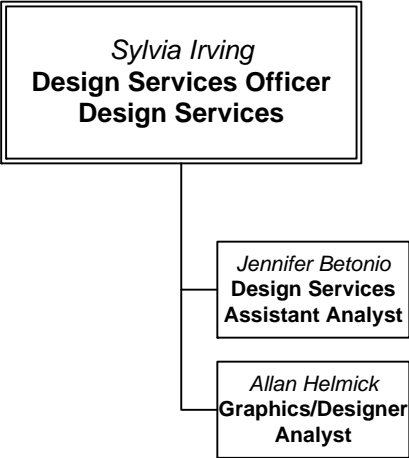 Sylvia Irving
Design Services Officer
Design Services
Jennifer Betonio
Design Services
Assistant Analyst
Allan Helmick
Graphics/Designer
Analyst